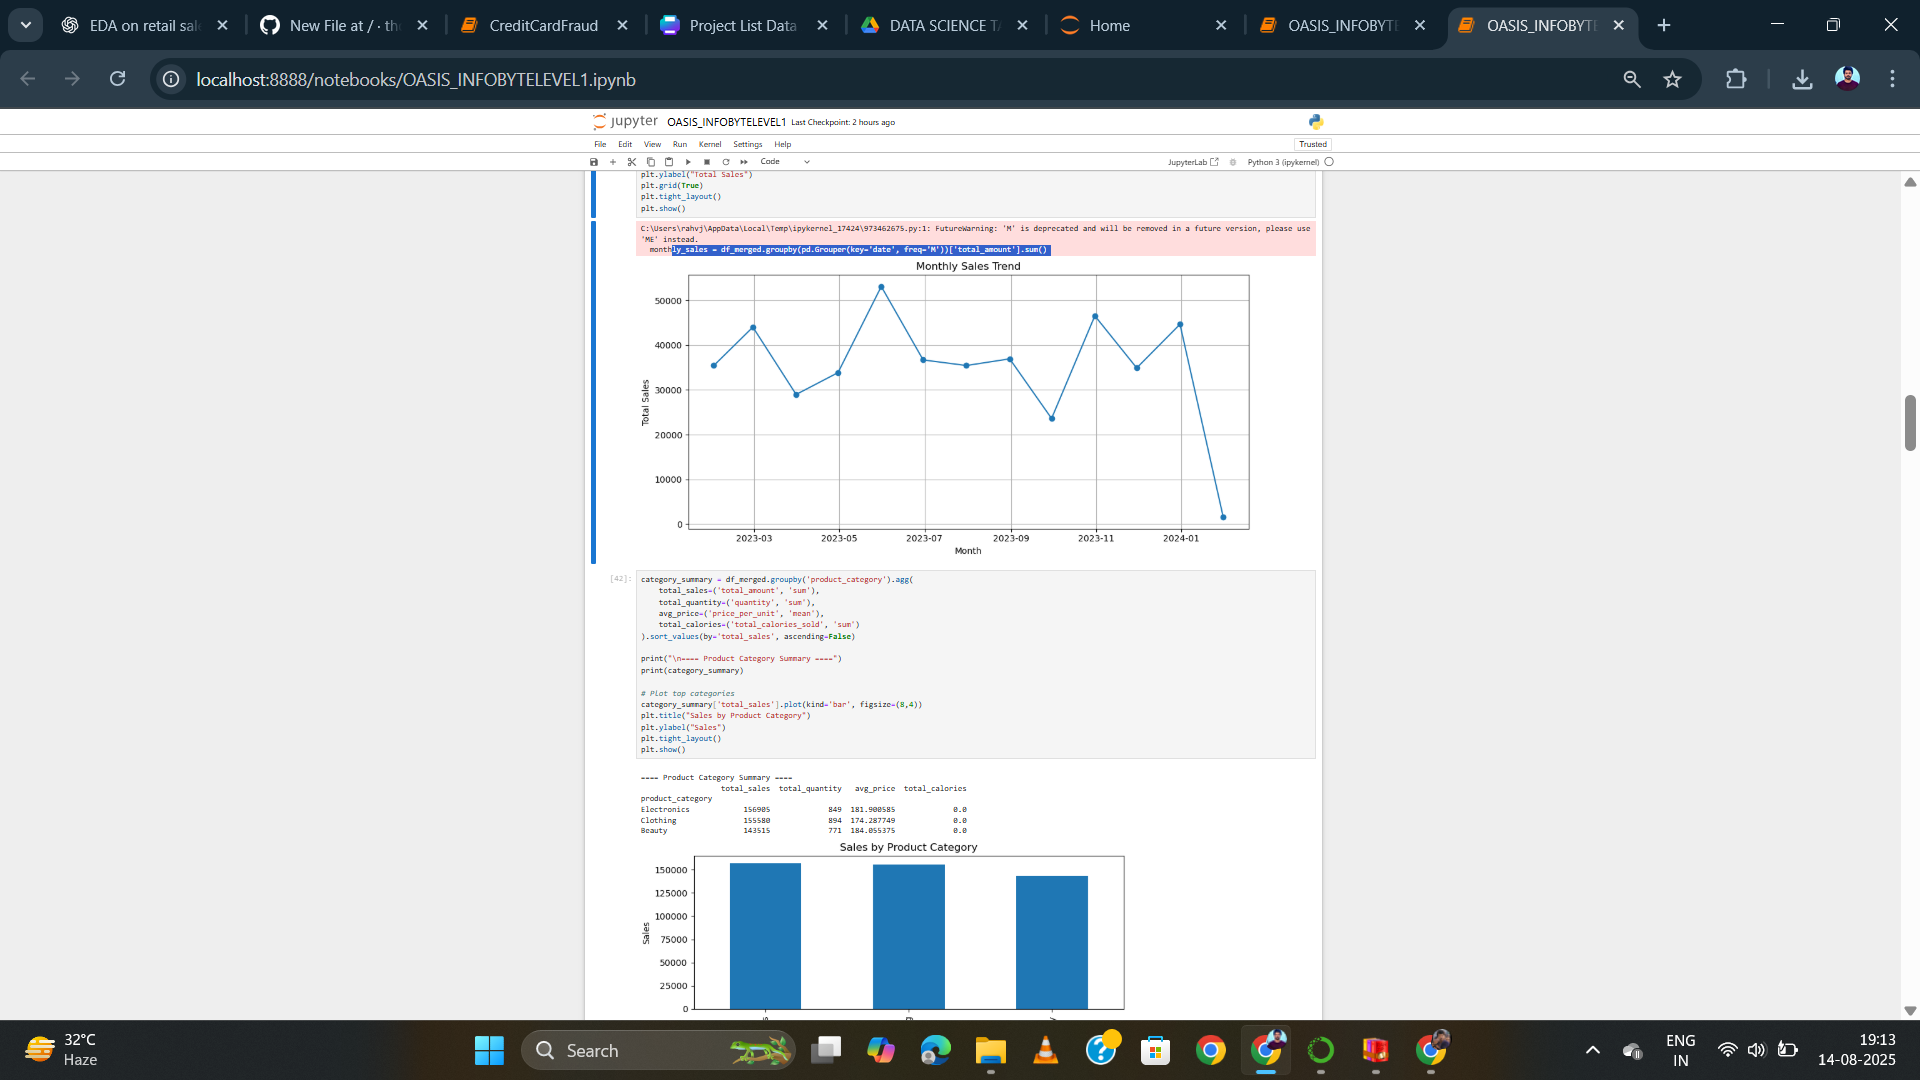 EDA on retail sal
New File at / · th
CreditCardFraud
Project List Data
DATA SCIENCE TA
Home
OASIS_INFOBYTE
OASIS_INFOBYTE
localhost:8888/notebooks/OASIS_INFOBYTELEVEL1.ipynb
jupyter OASIS_INFOBYTELEVEL1 Last Checkpoint: 2 hours ago
File Edit View Run Kernel Settings Help
Trusted
Code
JupyterLab
Python 3 (ipykernel)
plt.ylabel("Total Sales")
plt.grid(True)
plt.tight_layout()
plt.show()
C:\Users\rahvj\AppData\Local\Temp\ipykernel_17424\973462675.py:1: FutureWarning: 'M' is deprecated and will be removed in a future version, please use
'ME' instead.
monthly_sales = df_merged.groupby(pd.Grouper(key='date', freq='M'))['total_amount'].sum()
Monthly Sales Trend
50000
40000
30000
20000
10000
0
Total Sales
2023-03 2023-05 2023-07 2023-09 2023-11 2024-01
Month
[42]:
category_summary = df_merged.groupby('product_category').agg(
total_sales=('total_amount', 'sum'),
total_quantity=('quantity', 'sum'),
avg_price=('price_per_unit', 'mean'),
total_calories=('total_calories_sold', 'sum')
).sort_values(by='total_sales', ascending=False)
print("\n==== Product Category Summary ====")
print(category_summary)
# Plot top categories
category_summary['total_sales'].plot(kind='bar', figsize=(8,4))
plt.title("Sales by Product Category")
plt.ylabel("Sales")
plt.tight_layout()
plt.show()
==== Product Category Summary ====
total_sales total_quantity avg_price total_calories
product_category
Electronics 156905 849 181.900585 0.0
Clothing 155580 894 174.287749 0.0
Beauty 143515 771 184.055375 0.0
Sales by Product Category
150000
125000
100000
75000
50000
25000
0
Sales
32°C
Haze
Search
ENG
IN
19:13
14-08-2025